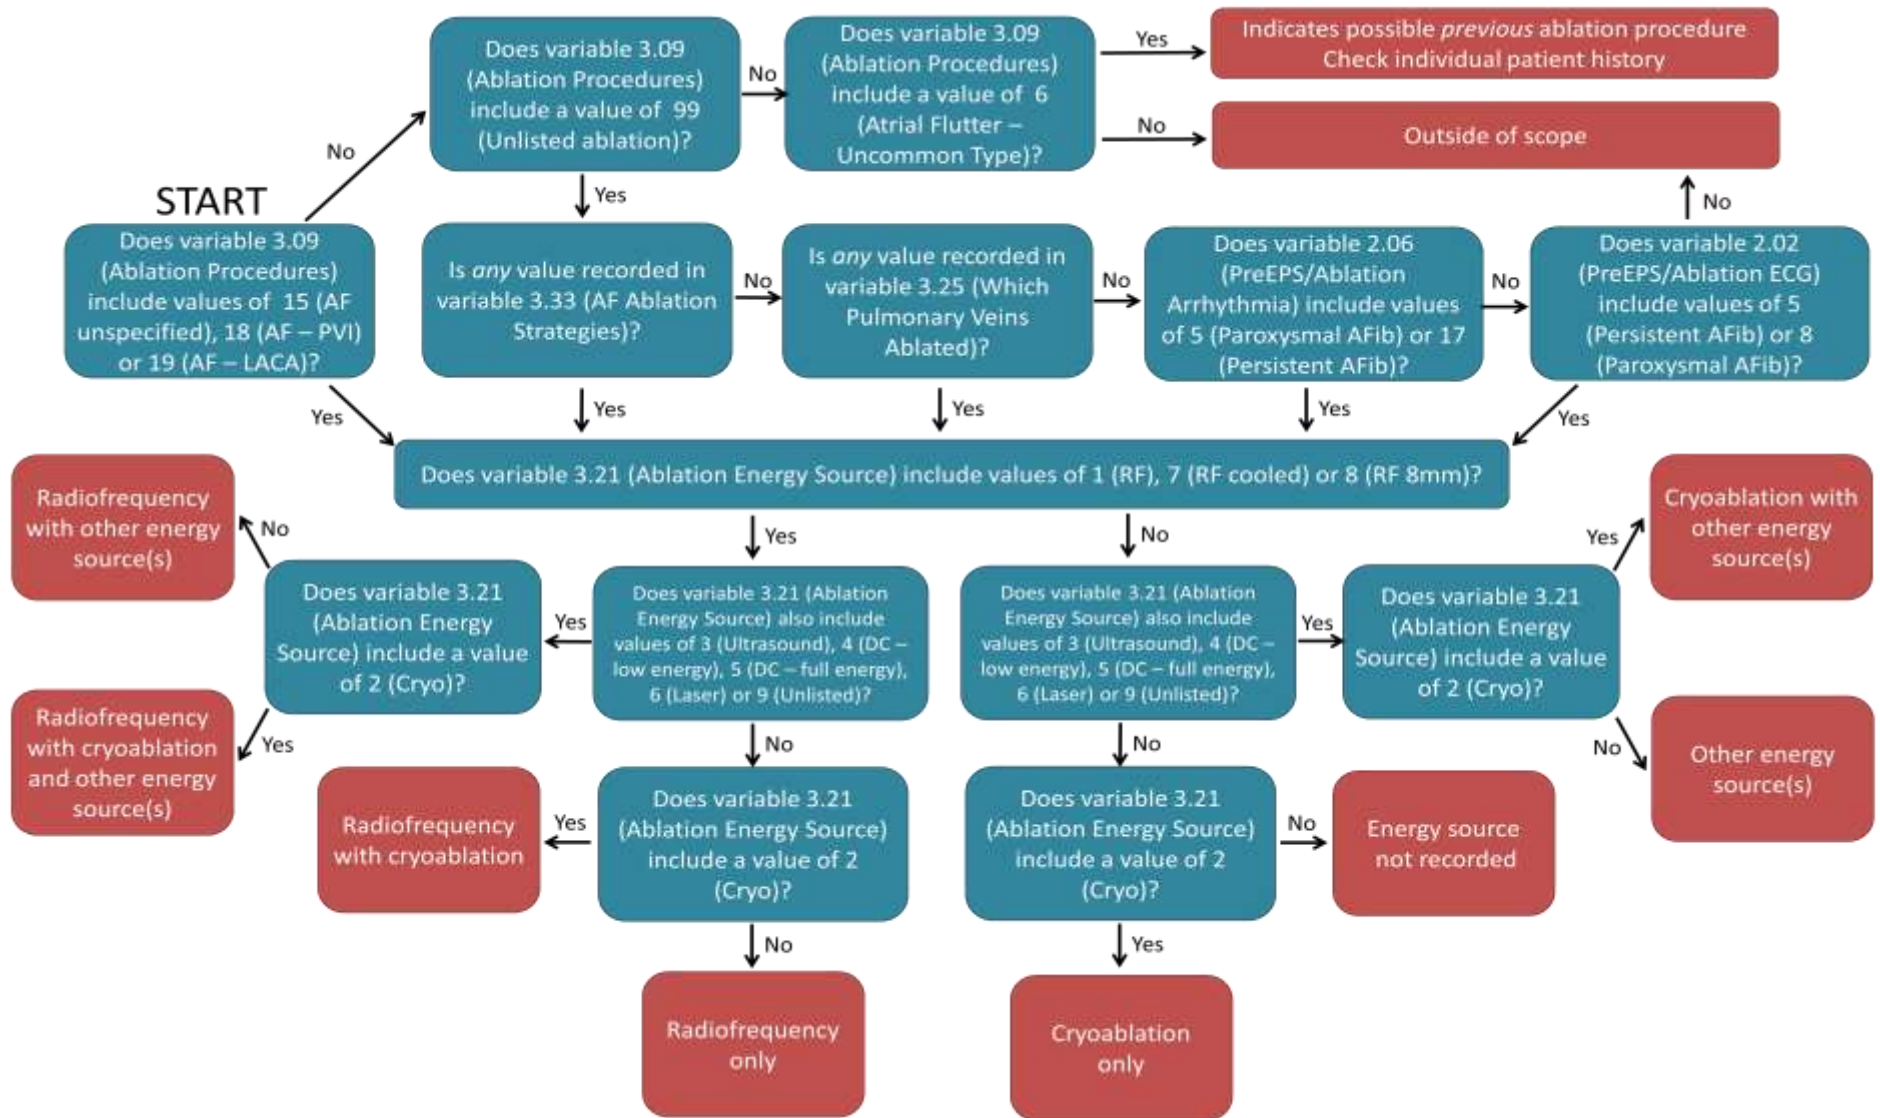 Does variable 3.09
(Ablation Procedures)
include a value of  99
(Unlisted ablation)?
No
Does variable 3.09
(Ablation Procedures)
include a value of  6
(Atrial Flutter –
Uncommon Type)?
Yes
Indicates possible previous ablation procedure
Check individual patient history
No
Outside of scope
No
Yes
No
START
Does variable 3.09
(Ablation Procedures)
include values of  15 (AF
unspecified), 18 (AF – PVI)
or 19 (AF – LACA)?
Is any value recorded in
variable 3.33 (AF Ablation
Strategies)?
No
Is any value recorded in
variable 3.25 (Which
Pulmonary Veins
Ablated)?
No
Does variable 2.06
(PreEPS/Ablation
Arrhythmia) include values
of 5 (Paroxysmal AFib) or 17
(Persistent AFib)?
No
Does variable 2.02
(PreEPS/Ablation ECG)
include values of 5
(Persistent AFib) or 8
(Paroxysmal AFib)?
Yes
Yes
Yes
Yes
Yes
Does variable 3.21 (Ablation Energy Source) include values of 1 (RF), 7 (RF cooled) or 8 (RF 8mm)?
Radiofrequency
with other energy
source(s)
No
Yes
No
Yes
Cryoablation with
other energy
source(s)
Does variable 3.21
(Ablation Energy
Source) include a value
of 2 (Cryo)?
Yes
Does variable 3.21 (Ablation
Energy Source) also include
values of 3 (Ultrasound), 4 (DC –
low energy), 5 (DC – full energy),
6 (Laser) or 9 (Unlisted)?
Does variable 3.21 (Ablation
Energy Source) also include
values of 3 (Ultrasound), 4 (DC –
low energy), 5 (DC – full energy),
6 (Laser) or 9 (Unlisted)?
Yes
Does variable 3.21
(Ablation Energy
Source) include a value
of 2 (Cryo)?
Radiofrequency
with cryoablation
and other energy
source(s)
Yes
No
No
No
Other energy
source(s)
Radiofrequency
with cryoablation
Yes
Does variable 3.21
(Ablation Energy Source)
include a value of 2
(Cryo)?
Does variable 3.21
(Ablation Energy Source)
include a value of 2
(Cryo)?
No
Energy source
not recorded
No
Yes
Radiofrequency
only
Cryoablation
only